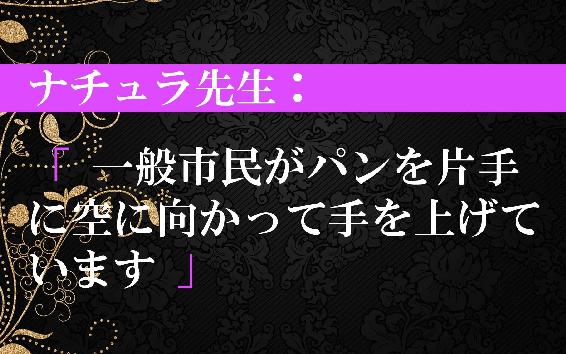 ナチュラ先生：
「 一般市民がパンを片手
に空に向かって手を上げて
います 」